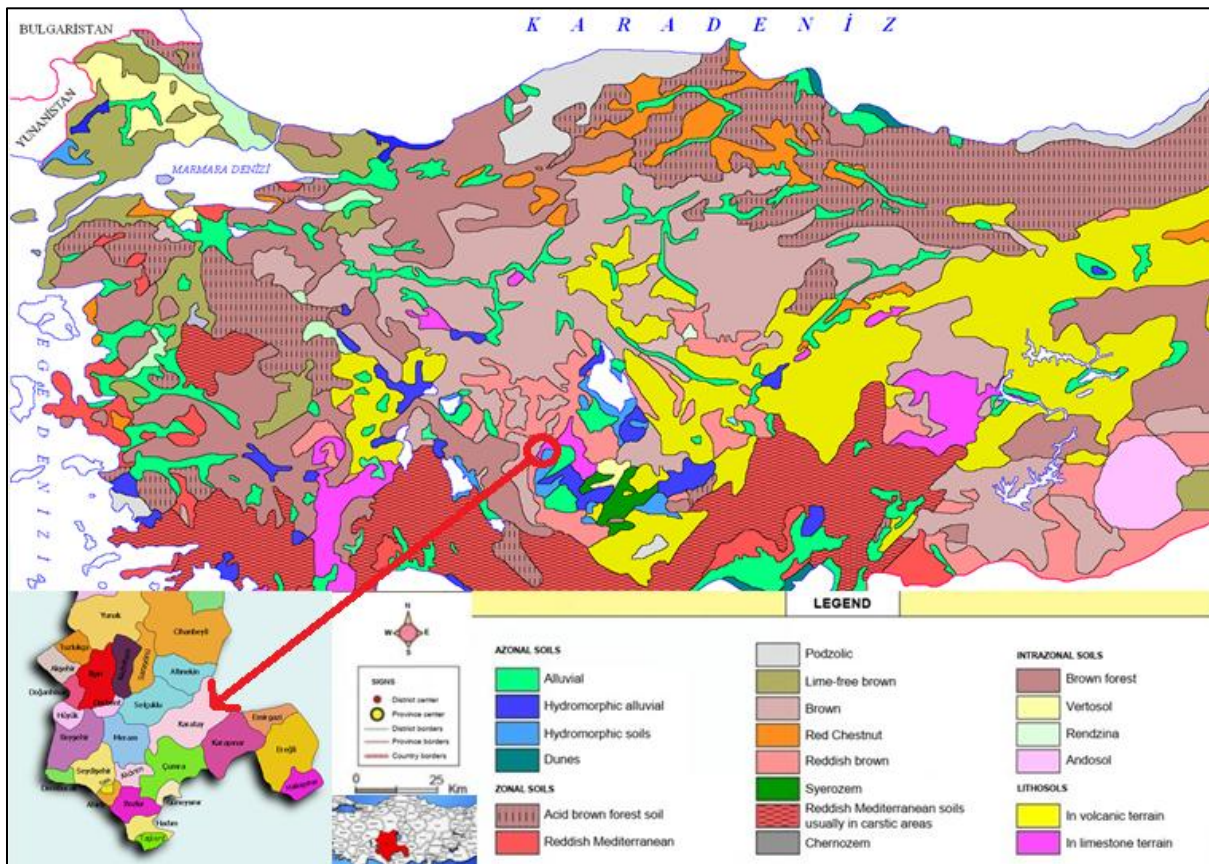 BULGARİSTAN
K A R A D E N İ Z
YUNANİSTAN
MARMARA DENİZİ
E G E D E N İ Z İ
Yunak
Cihanbeyli
Tuzlukçu
Akşehir
Ilgın
Kadınhanı
Sarayönü
Altınekin
Doğanhisar
Derbent
Selçuklu
Hüyük
Karatay
Emirgazi
Beyşehir
Meram
Karapınar
Ereğli
Seydişehir
Akören
Çumra
Halkapınar
Derebucak
Bozkır
Güneysınır
Hadim
Taşkent
N
W E
S
SIGNS
District center
Province center
District borders
Province borders
Country borders
0 25
Km
LEGEND
AZONAL SOILS
Alluvial
Hydromorphic alluvial
Hydromorphic soils
Dunes
ZONAL SOILS
Acid brown forest soil
Reddish Mediterranean
Podzolic
Lime-free brown
Brown
Red Chestnut
Reddish brown
Syerozem
Reddish Mediterranean soils
usually in carstic areas
Chernozem
INTRAZONAL SOILS
Brown forest
Vertosol
Rendzina
Andosol
LITHOSOLS
In volcanic terrain
In limestone terrain